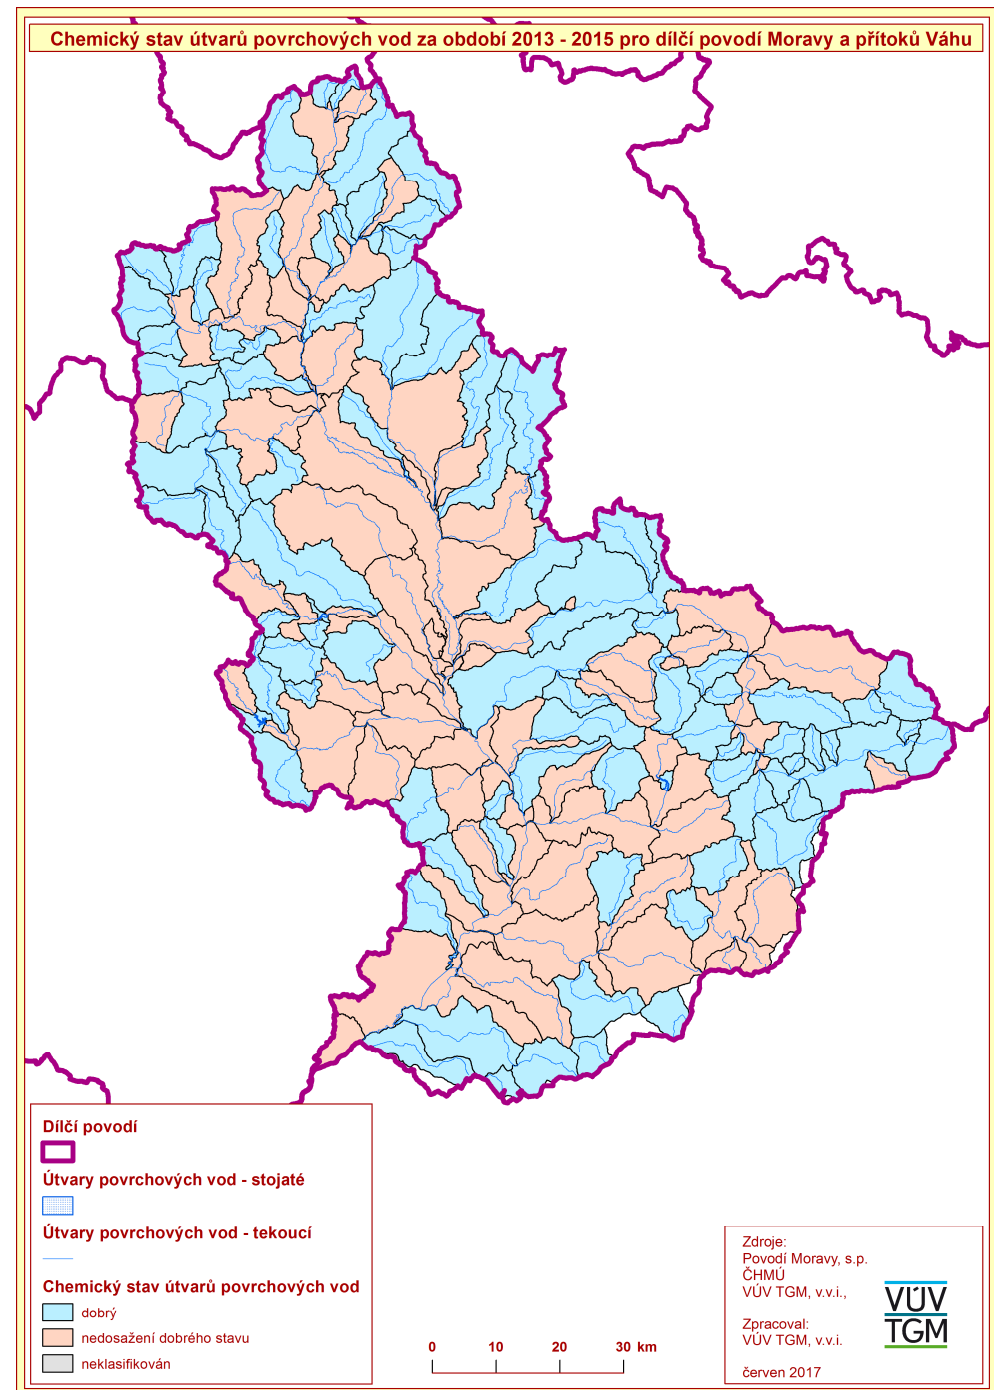 Chemický stav útvarů povrchových vod za období 2013 - 2015 pro dílčí povodí Moravy a přítoků Váhu
Dílčí povodí
Útvary povrchových vod - stojaté
Útvary povrchových vod - tekoucí
Chemický stav útvarů povrchových vod
dobrý
nedosažení dobrého stavu
neklasifikován
0 10 20 30 km
Zdroje:
Povodí Moravy, s.p.
ČHMÚ
VÚV TGM, v.v.i.,
Zpracoval:
VÚV TGM, v.v.i.
červen 2017
VÚV
TGM